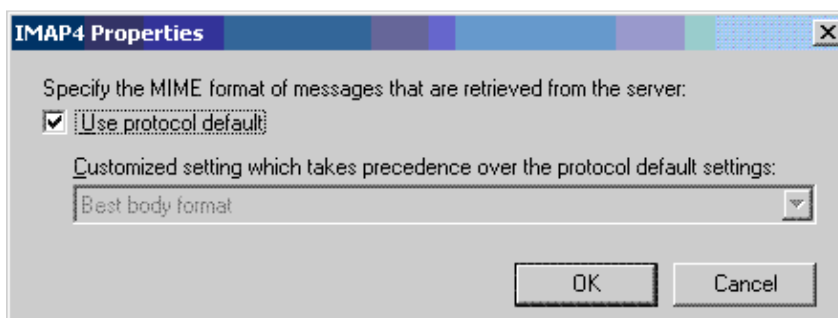 IMAP4 Properties
Specify the MIME format of messages that are retrieved from the server:
Use protocol default
Customized setting which takes precedence over the protocol default settings:
Best body format
OK Cancel